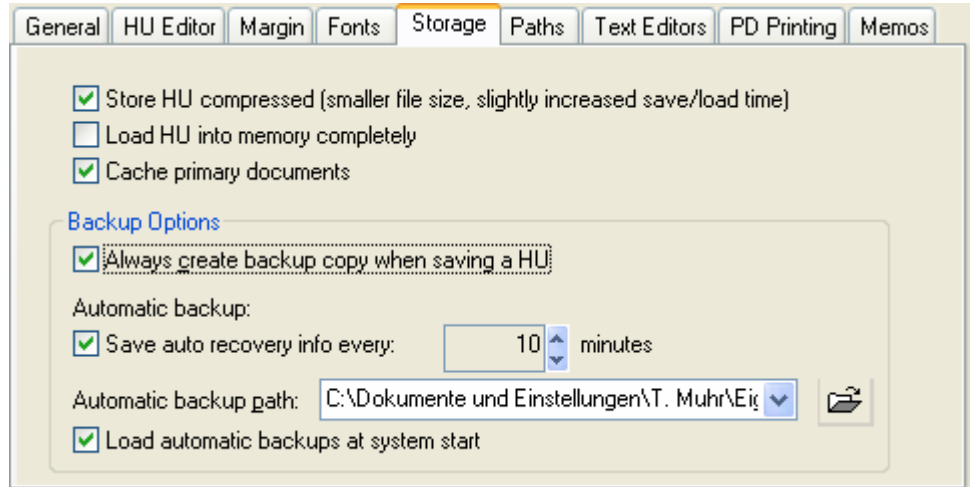 General HU Editor Margin Fonts Storage Paths Text Editors PD Printing Memos
Store HU compressed (smaller file size, slightly increased save/load time)
Load HU into memory completely
Cache primary documents
Backup Options
Always create backup copy when saving a HU
Automatic backup:
Save auto recovery info every: 10 minutes
Automatic backup path: C:\Dokumente und Einstellungen\T. Muhr\Eig
Load automatic backups at system start